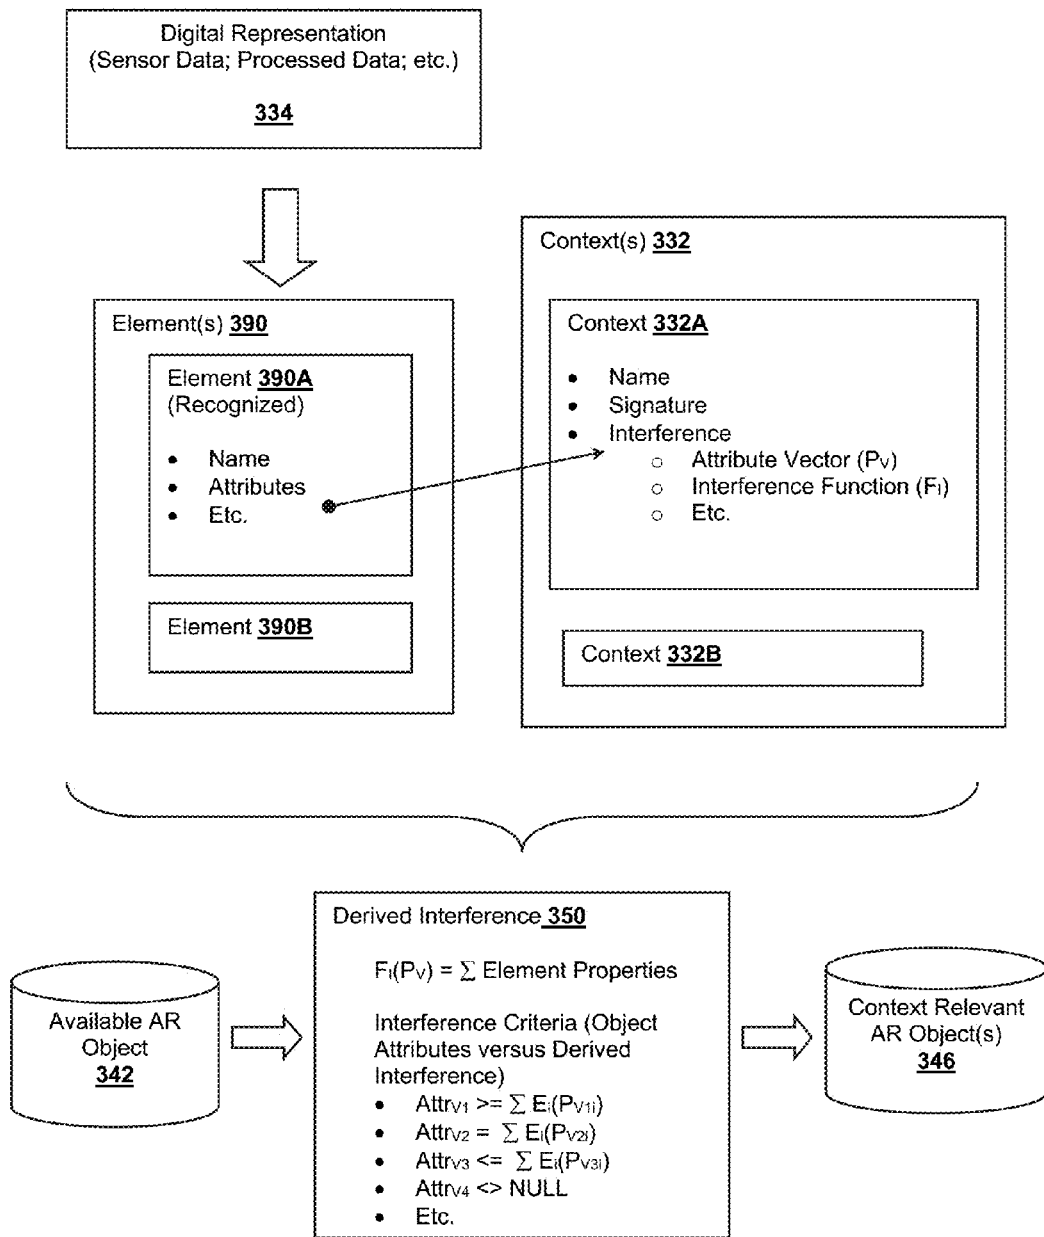 Digital Representation
(Sensor Data; Processed Data; etc.)
334
Element(s) 390
Element 390A
(Recognized)
• Name
• Attributes
• Etc.
Element 390B
Context(s) 332
Context 332A
• Name
• Signature
• Interference
○ Attribute Vector (PV)
○ Interference Function (FI)
○ Etc.
Context 332B
Available AR
Object
342
Derived Interference 350
FI(PV) = ∑ Element Properties
Interference Criteria (Object
Attributes versus Derived
Interference)
• AttrV1 >= ∑ Ei(PV1i)
• AttrV2 = ∑ Ei(PV2i)
• AttrV3 <= ∑ Ei(PV3i)
• AttrV4 <> NULL
• Etc.
Context Relevant
AR Object(s)
346